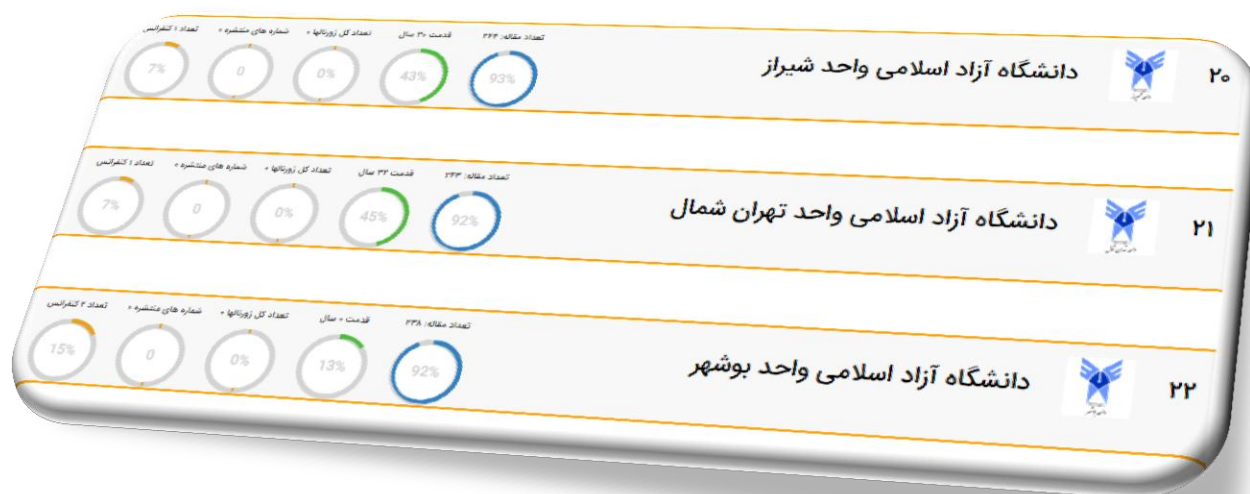 ۲۰
دانشگاه آزاد اسلامی واحد شیراز
تعداد مقاله: ۲۴۴
قدمت ۳۰ سال
تعداد کل ژورنالها ۰
شماره های منتشره ۰
تعداد ۱ کنفرانس
93%
43%
0%
0
7%
۲۱
دانشگاه آزاد اسلامی واحد تهران شمال
تعداد مقاله: ۲۴۳
قدمت ۳۲ سال
تعداد کل ژورنالها ۰
شماره های منتشره ۰
تعداد ۱ کنفرانس
92%
45%
0%
0
7%
۲۲
دانشگاه آزاد اسلامی واحد بوشهر
تعداد مقاله: ۲۳۸
قدمت ۰ سال
تعداد کل ژورنالها ۰
شماره های منتشره ۰
تعداد ۲ کنفرانس
92%
13%
0%
0
15%